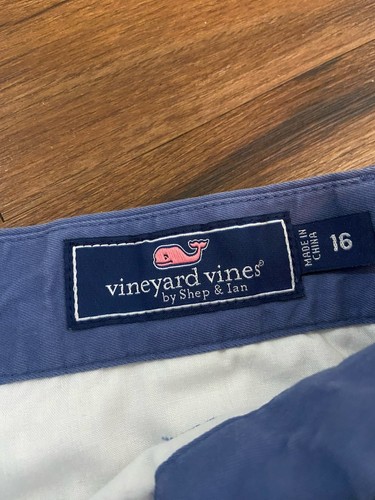 vineyard vines®
by Shep & Ian
MADE IN
CHINA
16